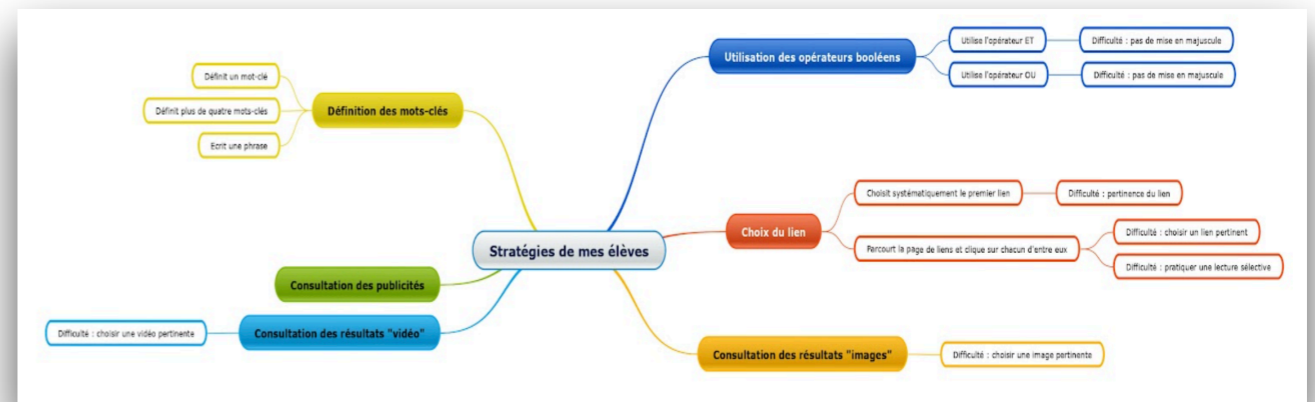 Stratégies de mes élèves
Utilisation des opérateurs booléens
Utilise l'opérateur ET
Difficulté : pas de mise en majuscule
Utilise l'opérateur OU
Difficulté : pas de mise en majuscule
Choix du lien
Choisit systématiquement le premier lien
Difficulté : pertinence du lien
Parcourt la page de liens et clique sur chacun d'entre eux
Difficulté : choisir un lien pertinent
Difficulté : pratiquer une lecture sélective
Consultation des résultats "images"
Difficulté : choisir une image pertinente
Définition des mots-clés
Définit un mot-clé
Définit plus de quatre mots-clés
Ecrit une phrase
Consultation des publicités
Consultation des résultats "vidéo"
Difficulté : choisir une vidéo pertinente